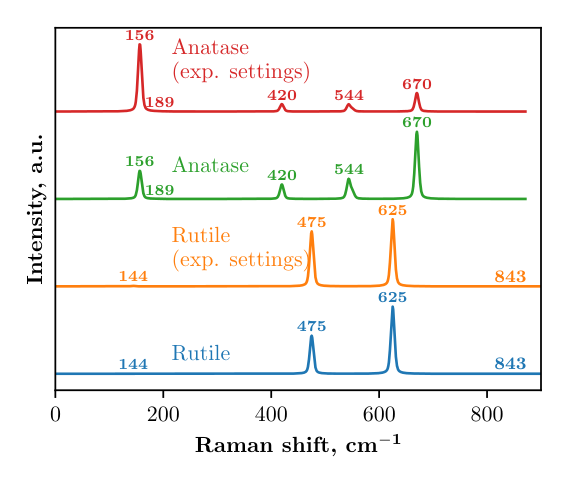 156
Anatase
(exp. settings)
189
420
544
670
156
Anatase
189
420
544
670
Rutile
(exp. settings)
144
475
625
843
Rutile
144
475
625
843
Intensity, a.u.
0 200 400 600 800
Raman shift, cm⁻¹